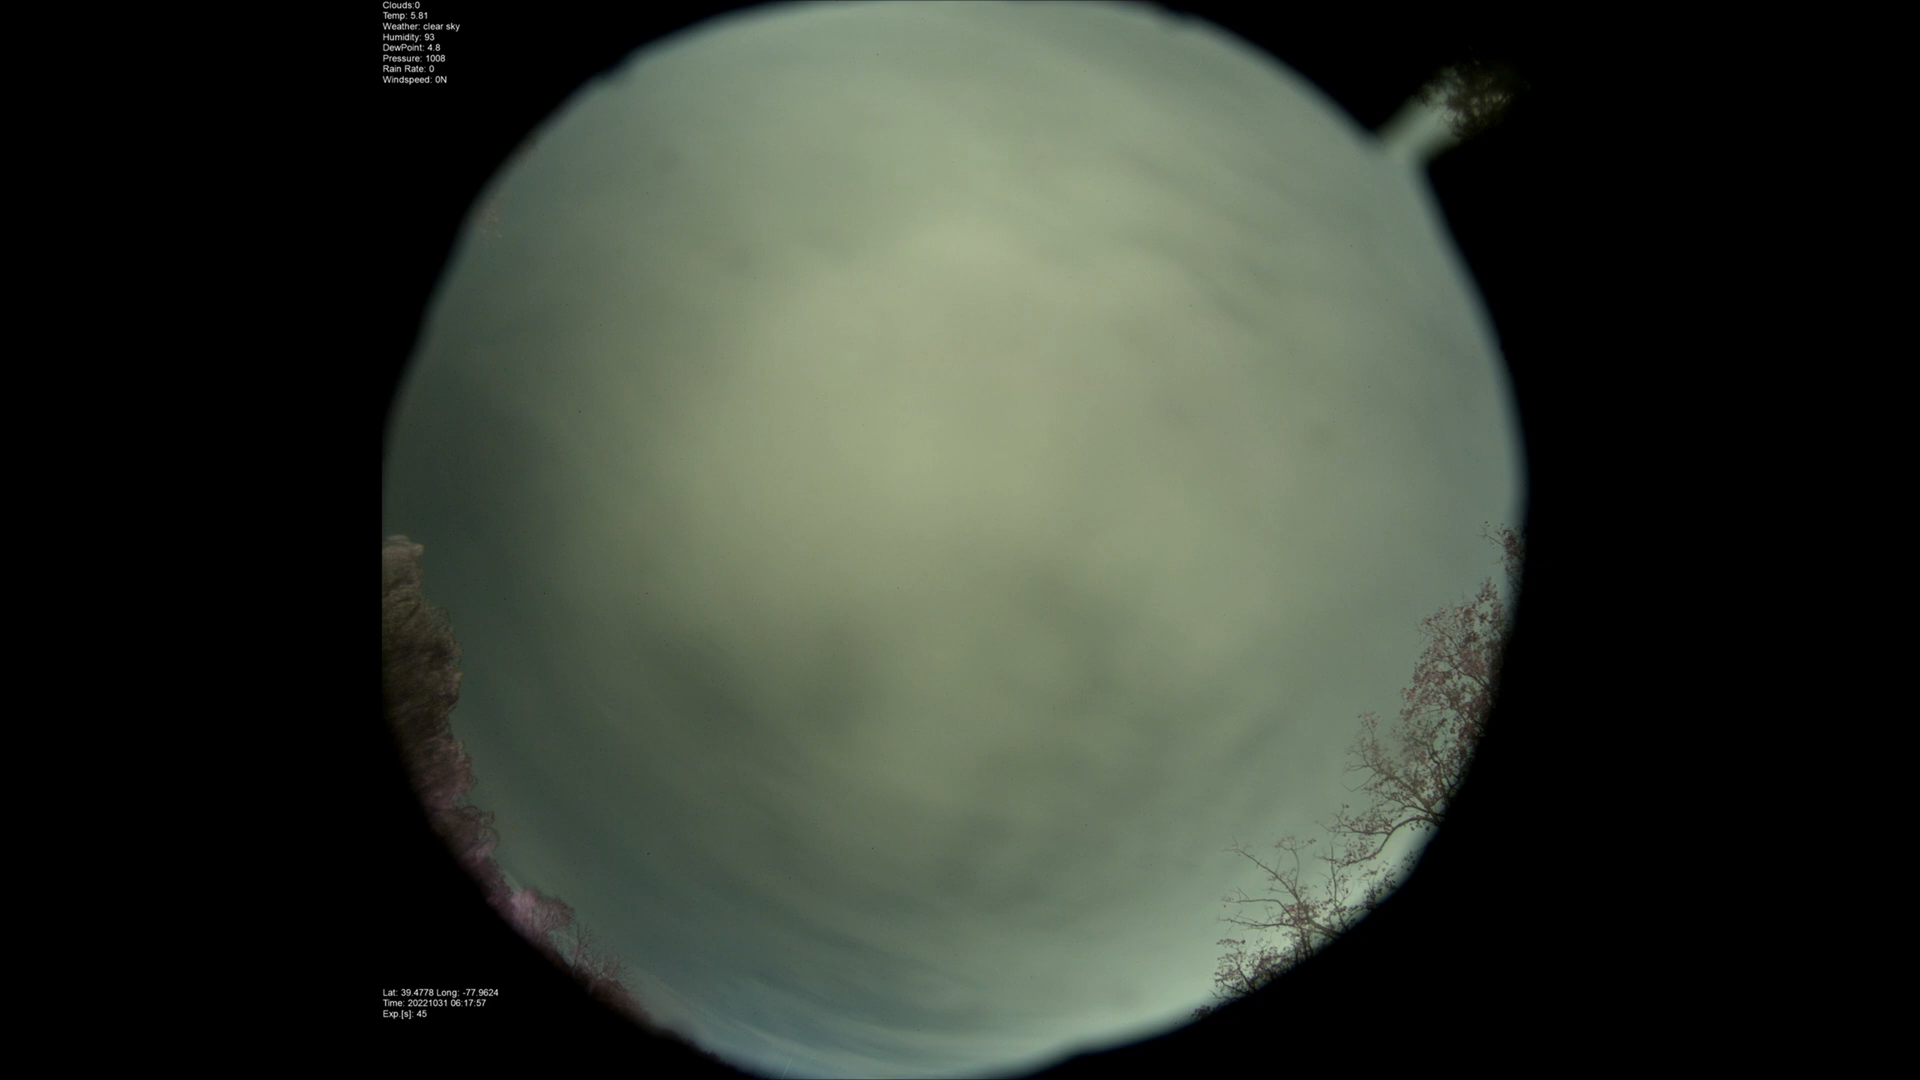 Clouds:0
Temp: 5.81
Weather: clear sky
Humidity: 93
DewPoint: 4.8
Pressure: 1008
Rain Rate: 0
Windspeed: 0N
Lat: 39.4778 Long: -77.9624
Time: 20221031 06:17:57
Exp.[s]: 45